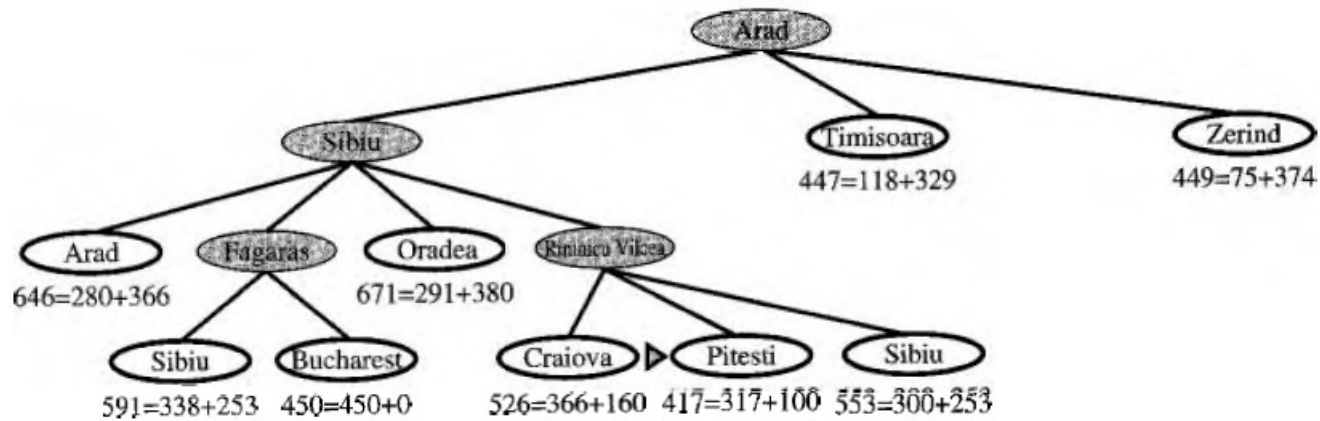 Arad
Sibiu Timisoara Zerind
447=118+329 449=75+374
Arad Fagaras Oradea Rimnicu Vilcea
646=280+366 671=291+380
Sibiu Bucharest Craiova Pitesti Sibiu
591=338+253 450=450+0 526=366+160 417=317+100 553=300+253